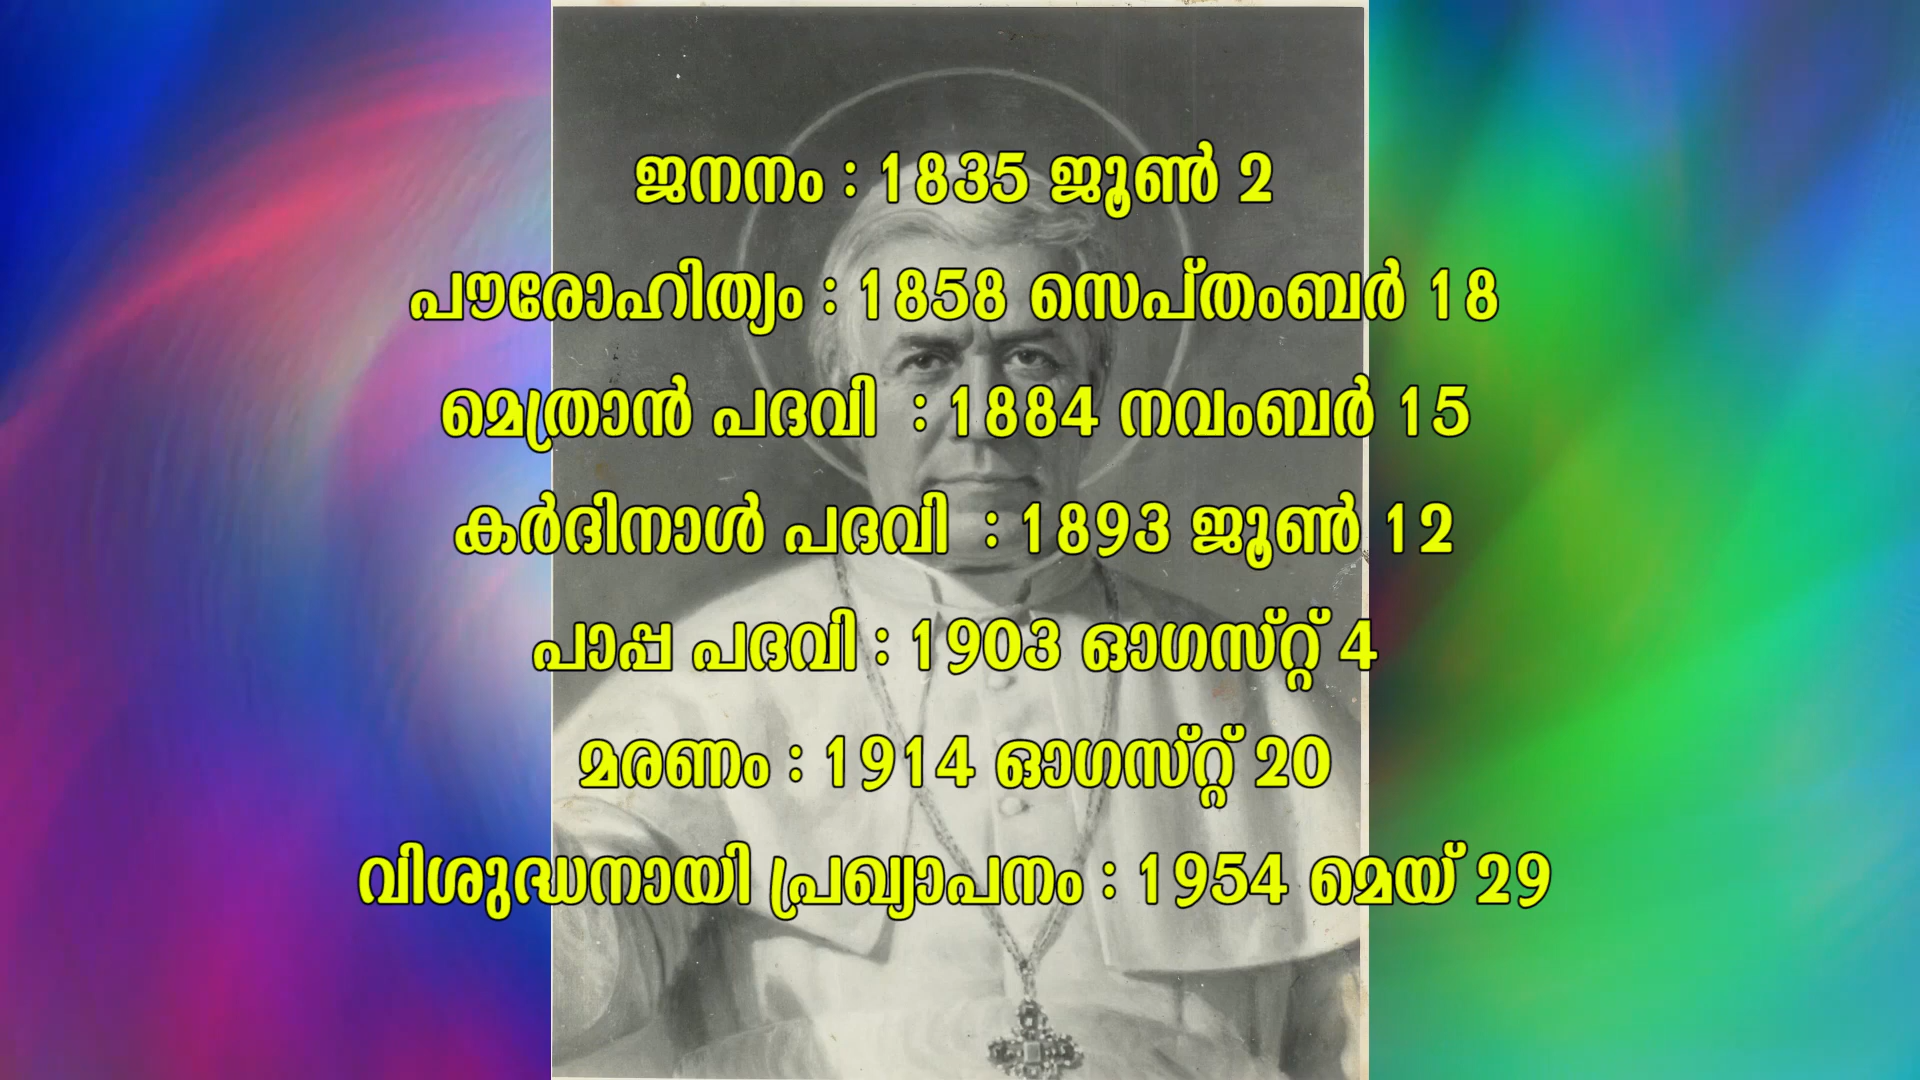 ജനനം : 1835 ജൂൺ 2
പൗരോഹിത്യം : 1858 സെപ്തംബർ 18
മെത്രാൻ പദവി : 1884 നവംബർ 15
കർദിനാൾ പദവി : 1893 ജൂൺ 12
പാപ്പ പദവി : 1903 ഓഗസ്റ്റ് 4
മരണം : 1914 ഓഗസ്റ്റ് 20
വിശുദ്ധനായി പ്രഖ്യാപനം : 1954 മെയ് 29